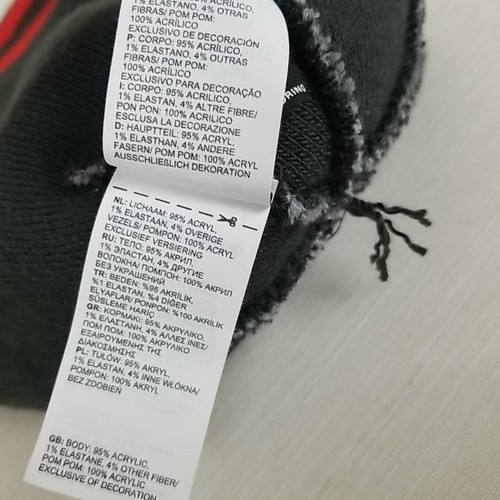 1% ELASTANO, 4% OTRAS
FIBRAS/ POM POM:
100% ACRÍLICO
EXCLUSIVO DE DECORACIÓN
P: CORPO: 95% ACRÍLICO,
1% ELASTANO, 4% OUTRAS
FIBRAS/ POM POM:
100% ACRÍLICO
EXCLUSIVO PARA DECORAÇÃO
I: CORPO: 95% ACRILICO,
1% ELASTAN, 4% ALTRE FIBRE/
PON PON: 100% ACRILICO
ESCLUSA LA DECORAZIONE
D: HAUPTTEIL: 95% ACRYL,
1% ELASTHAN, 4% ANDERE
FASERN/ POM POM: 100% ACRYL
AUSSCHLIEßLICH DEKORATION
NL: LICHAAM: 95% ACRYL,
1% ELASTAAN, 4% OVERIGE
VEZELS/ POMPON: 100% ACRYL
EXCLUSIEF VERSIERING
RU: ТЕЛО: 95% АКРИЛ,
1% ЭЛАСТАН, 4% ДРУГИЕ
ВОЛОКНА/ ПОМПОН: 100% АКРИЛ
БЕЗ УКРАШЕНИЙ
TR: BEDEN: %95 AKRİLİK,
%1 ELASTAN, %4 DİĞER
ELYAFLAR/ PONPON: %100 AKRİLİK
SÜSLEME HARİÇ
GR: ΚΟΡΜΑΚΙ: 95% ΑΚΡΥΛΙΚΟ,
1% ΕΛΑΣΤΑΝΗ, 4% ΑΛΛΕΣ ΙΝΕΣ/
ΠΟΜ ΠΟΜ: 100% ΑΚΡΥΛΙΚΟ
ΕΞΑΙΡΟΥΜΕΝΗΣ ΤΗΣ
ΔΙΑΚΟΣΜΗΣΗΣ
PL: TUŁÓW: 95% AKRYL,
1% ELASTAN, 4% INNE WŁÓKNA/
POMPON: 100% AKRYL
BEZ ZDOBIEŃ
GB: BODY: 95% ACRYLIC,
1% ELASTANE, 4% OTHER FIBER/
POM POM: 100% ACRYLIC
EXCLUSIVE OF DECORATION